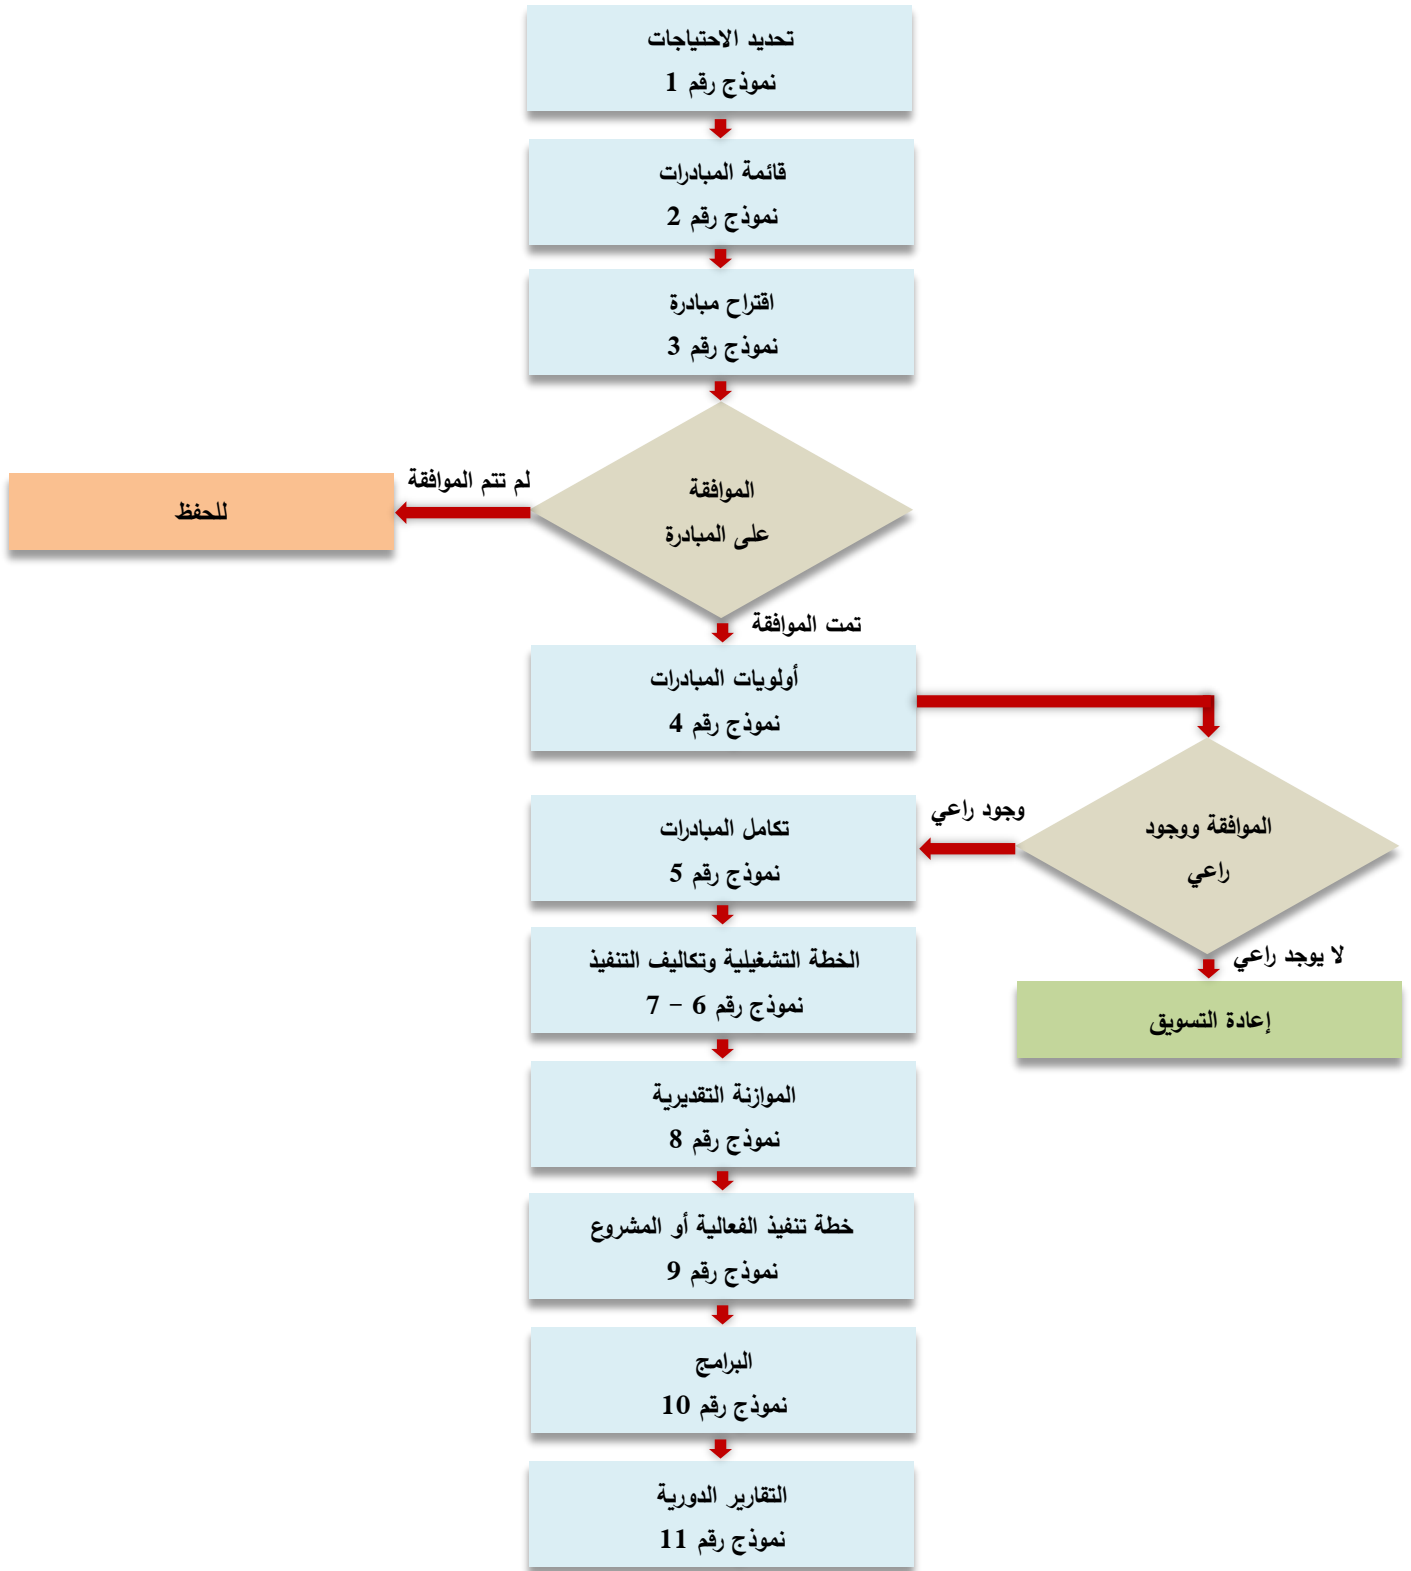 تحديد الاحتياجات
نموذج رقم 1
قائمة المبادرات
نموذج رقم 2
اقتراح مبادرة
نموذج رقم 3
الموافقة
على المبادرة
لم تتم الموافقة
للحفظ
تمت الموافقة
أولويات المبادرات
نموذج رقم 4
الموافقة ووجود
راعي
وجود راعي
تكامل المبادرات
نموذج رقم 5
لا يوجد راعي
إعادة التسويق
الخطة التشغيلية وتكاليف التنفيذ
نموذج رقم 6 – 7
الموازنة التقديرية
نموذج رقم 8
خطة تنفيذ الفعالية أو المشروع
نموذج رقم 9
البرامج
نموذج رقم 10
التقارير الدورية
نموذج رقم 11